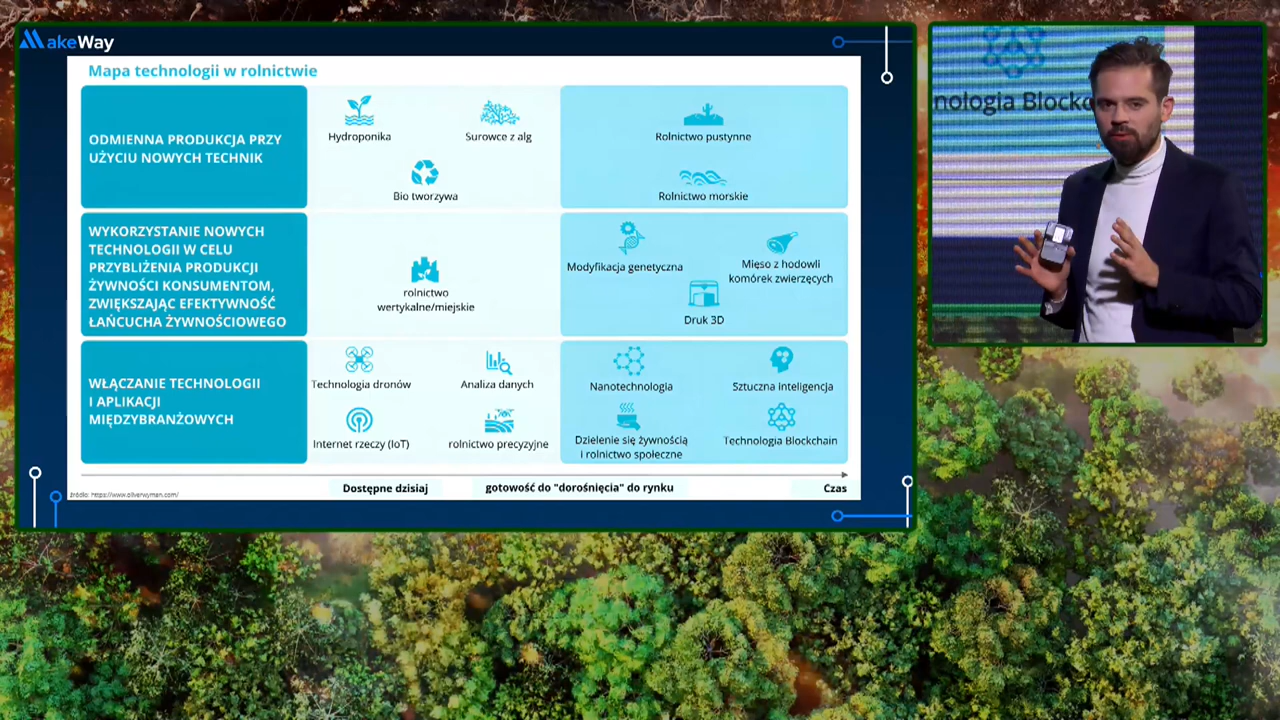 MakeWay
Mapa technologii w rolnictwie
ODMIENNA PRODUKCJA PRZY
UŻYCIU NOWYCH TECHNIK
Hydroponika
Surowce z alg
Bio tworzywa
Rolnictwo pustynne
Rolnictwo morskie
WYKORZYSTANIE NOWYCH
TECHNOLOGII W CELU
PRZYBLIŻENIA PRODUKCJI
ŻYWNOŚCI KONSUMENTOM,
ZWIĘKSZAJĄC EFEKTYWNOŚĆ
ŁAŃCUCHA ŻYWNOŚCIOWEGO
rolnictwo
wertykalne/miejskie
Modyfikacja genetyczna
Mięso z hodowli
komórek zwierzęcych
Druk 3D
WŁĄCZANIE TECHNOLOGII
I APLIKACJI
MIĘDZYBRANŻOWYCH
Technologia dronów
Analiza danych
Internet rzeczy (IoT)
rolnictwo precyzyjne
Nanotechnologia
Sztuczna inteligencja
Dzielenie się żywnością
i rolnictwo społeczne
Technologia Blockchain
Dostępne dzisiaj
gotowość do "dorośnięcia" do rynku
Czas
źródło: https://www.oliverwyman.com/
nologia Blockc